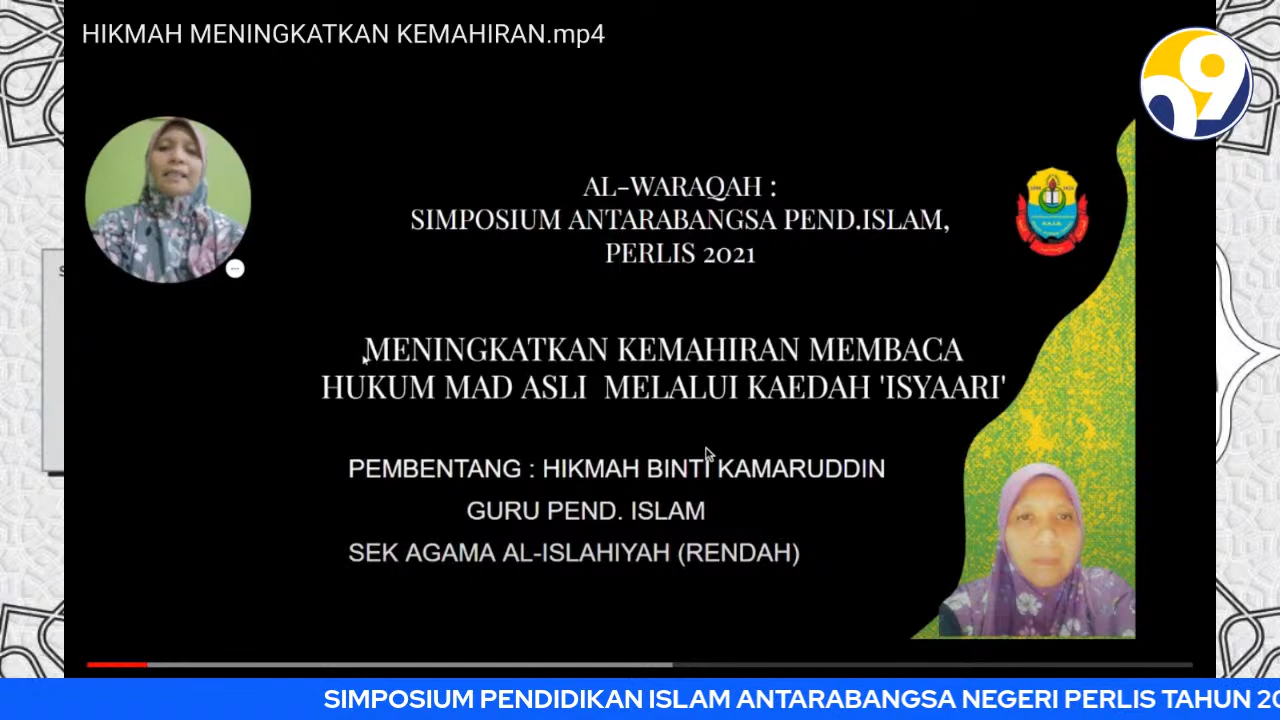 HIKMAH MENINGKATKAN KEMAHIRAN.mp4
AL-WARAQAH :
SIMPOSIUM ANTARABANGSA PEND.ISLAM,
PERLIS 2021
MENINGKATKAN KEMAHIRAN MEMBACA
HUKUM MAD ASLI MELALUI KAEDAH 'ISYAARI'
PEMBENTANG : HIKMAH BINTI KAMARUDDIN
GURU PEND. ISLAM
SEK AGAMA AL-ISLAHIYAH (RENDAH)
SIMPOSIUM PENDIDIKAN ISLAM ANTARABANGSA NEGERI PERLIS TAHUN 20